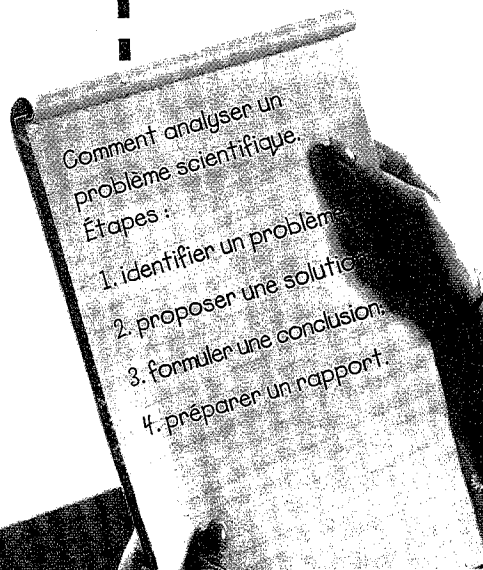 Comment analyser un
problème scientifique.
Étapes :
1. identifier un problème
2. proposer une solution
3. formuler une conclusion.
4. préparer un rapport.